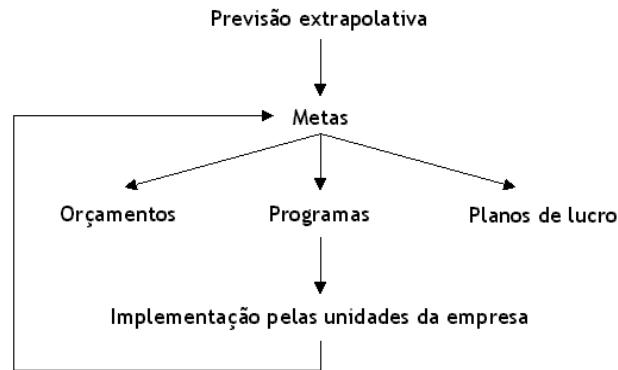 Previsão extrapolativa
Metas
Orçamentos
Programas
Planos de lucro
Implementação pelas unidades da empresa